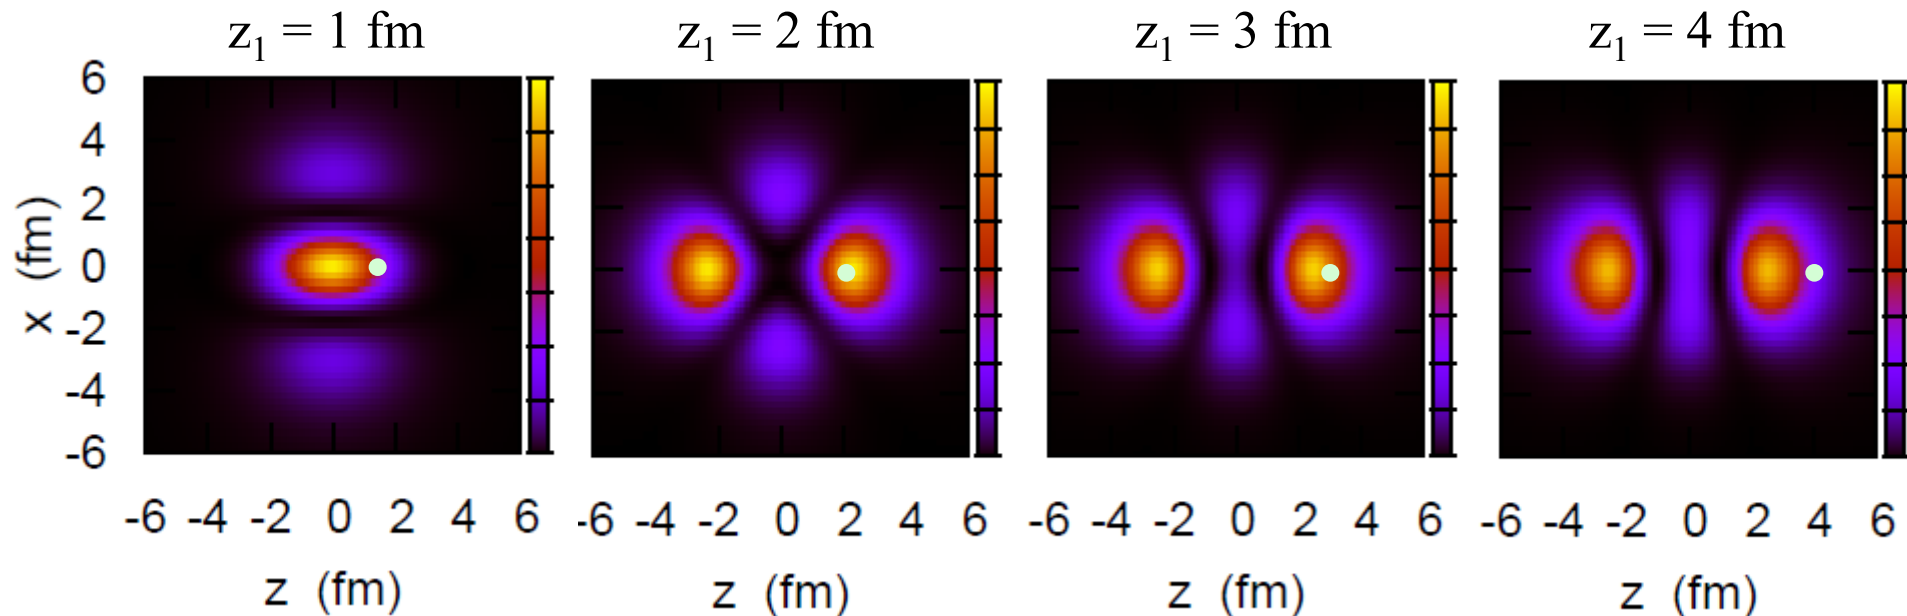 z₁ = 1 fm
z₁ = 2 fm
z₁ = 3 fm
z₁ = 4 fm
x (fm)
6
4
2
0
-2
-4
-6
-6 -4 -2 0 2 4 6
-6 -4 -2 0 2 4 6
-6 -4 -2 0 2 4 6
-6 -4 -2 0 2 4 6
z (fm)
z (fm)
z (fm)
z (fm)